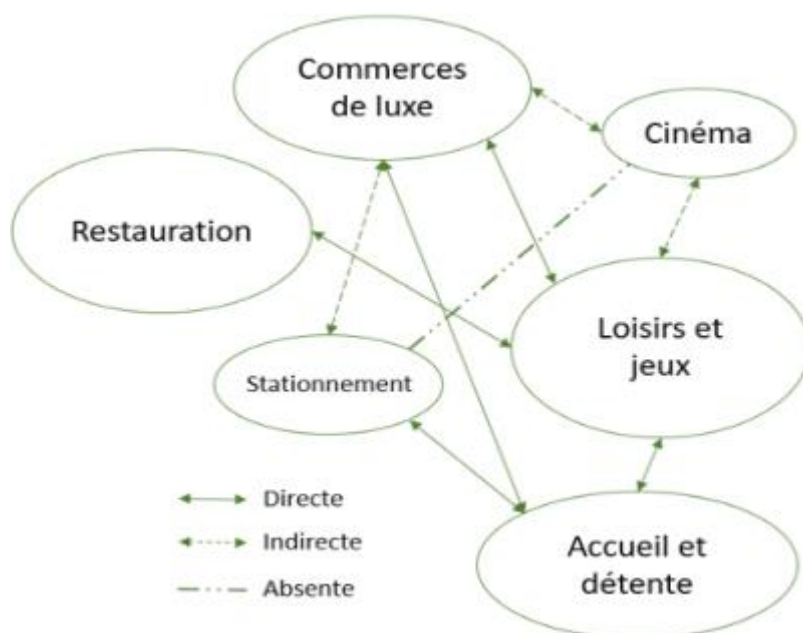 Commerces
de luxe
Cinéma
Restauration
Loisirs et
jeux
Stationnement
Directe
Indirecte
Absente
Accueil et
détente